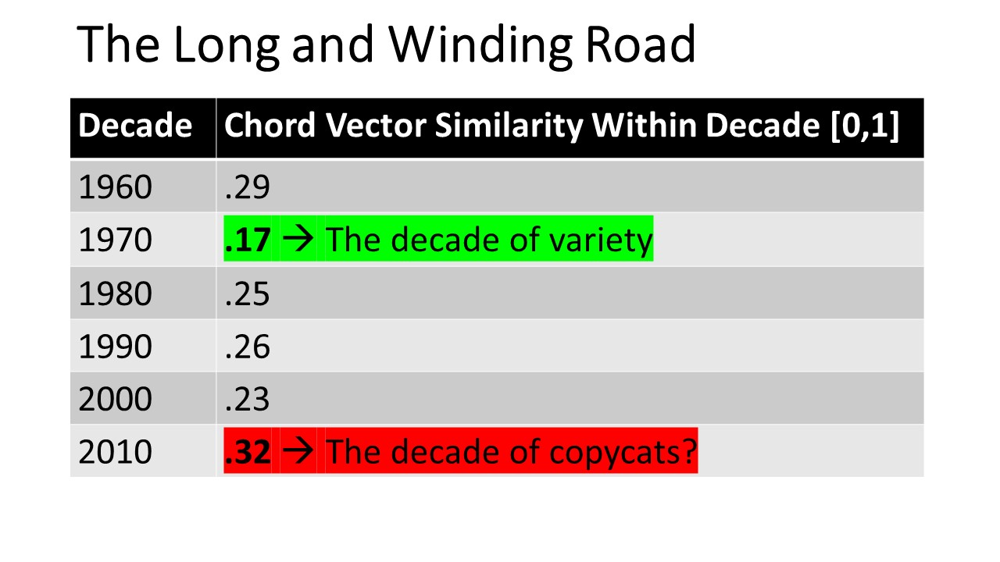 The Long and Winding Road
Decade Chord Vector Similarity Within Decade [0,1]
1960 .29
1970 .17 → The decade of variety
1980 .25
1990 .26
2000 .23
2010 .32 → The decade of copycats?